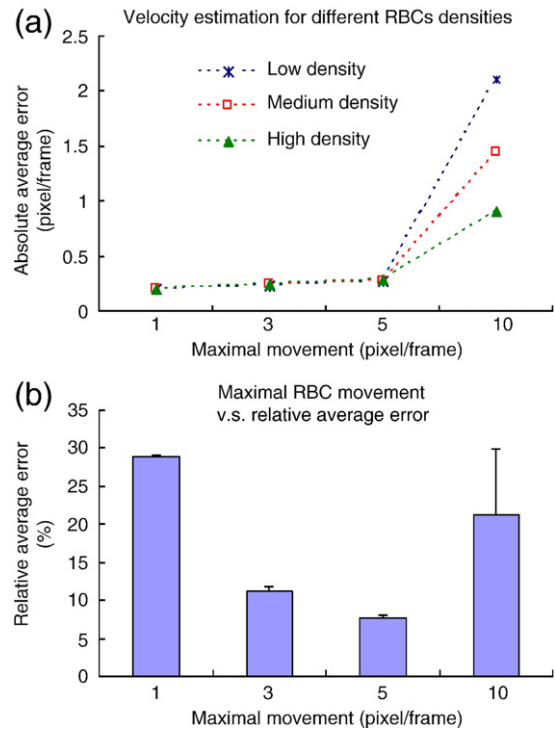 (a)
Velocity estimation for different RBCs densities
2.5
2
1.5
1
0.5
0
Absolute average error
(pixel/frame)
Low density
Medium density
High density
1 3 5 10
Maximal movement (pixel/frame)
(b)
Maximal RBC movement
v.s. relative average error
35
30
25
20
15
10
5
0
Relative average error
(%)
1 3 5 10
Maximal movement (pixel/frame)